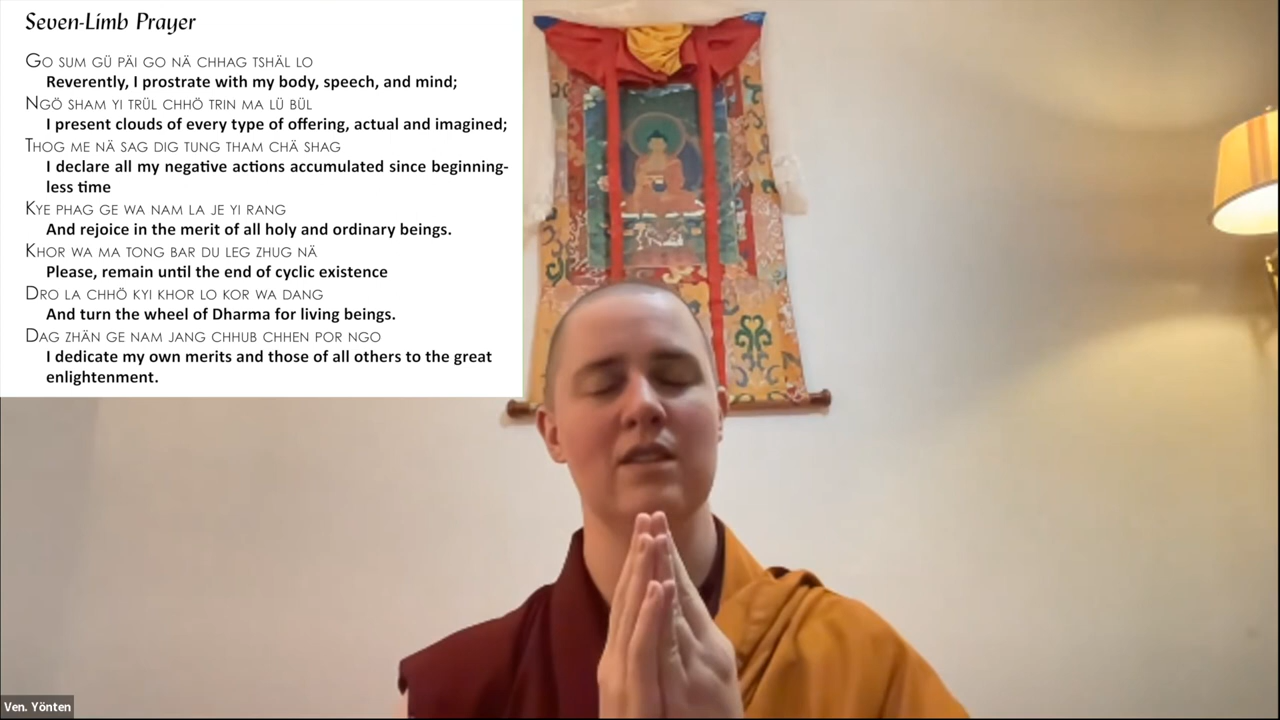 Seven-Limb Prayer
Go sum gü päi go nä chhag tshäl lo
Reverently, I prostrate with my body, speech, and mind;
Ngö sham yi trül chhö trin ma lü bül
I present clouds of every type of offering, actual and imagined;
Thog me nä sag dig tung tham chä shag
I declare all my negative actions accumulated since beginning-
less time
Kye phag ge wa nam la je yi rang
And rejoice in the merit of all holy and ordinary beings.
Khor wa ma tong bar du leg zhug nä
Please, remain until the end of cyclic existence
Dro la chhö kyi khor lo kor wa dang
And turn the wheel of Dharma for living beings.
Dag zhän ge nam jang chhub chhen por ngo
I dedicate my own merits and those of all others to the great
enlightenment.
Ven. Yönten